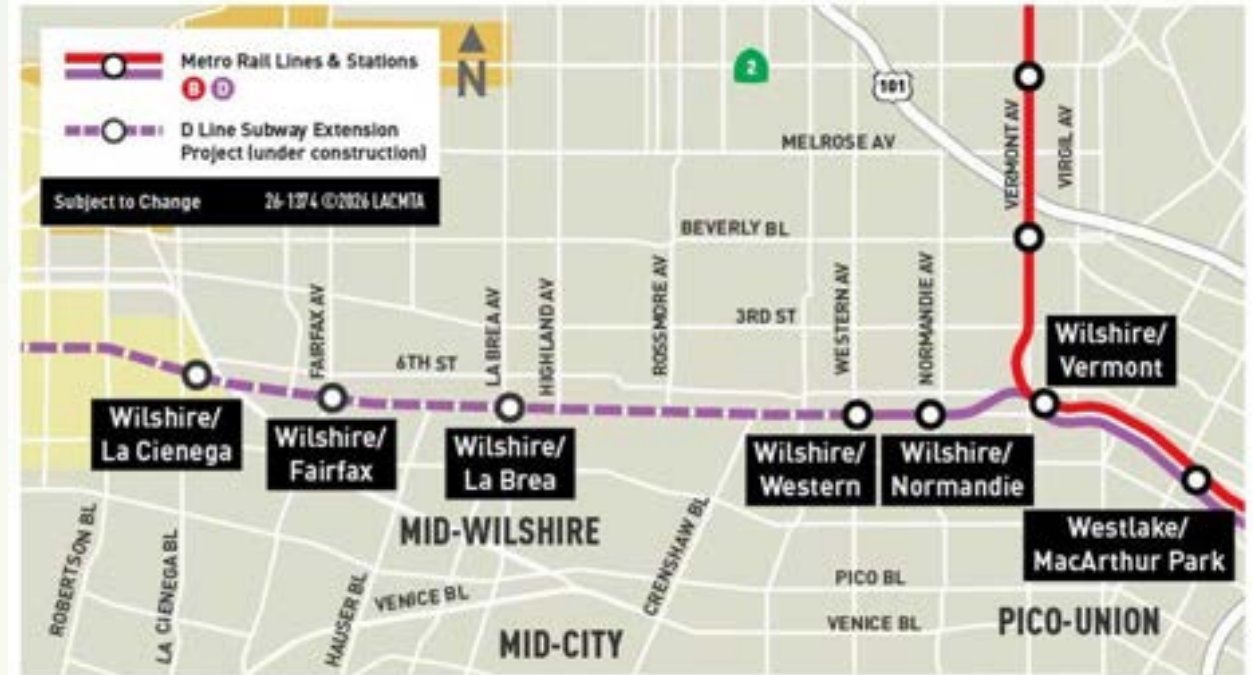 Metro Rail Lines & Stations
B D
D Line Subway Extension
Project (under construction)
Subject to Change 26-1374 ©2026 LACMTA
N
2
101
MELROSE AV
VERMONT AV
VIRGIL AV
BEVERLY BL
FAIRFAX AV
LA BREA AV
HIGHLAND AV
ROSSMORE AV
3RD ST
WESTERN AV
NORMANDIE AV
6TH ST
Wilshire/
Vermont
Wilshire/
La Cienega
Wilshire/
Fairfax
Wilshire/
La Brea
Wilshire/
Western
Wilshire/
Normandie
Westlake/
MacArthur Park
MID-WILSHIRE
ROBERTSON BL
LA CIENEGA BL
HAUSER BL
VENICE BL
CRENSHAW BL
PICO BL
VENICE BL
MID-CITY
PICO-UNION